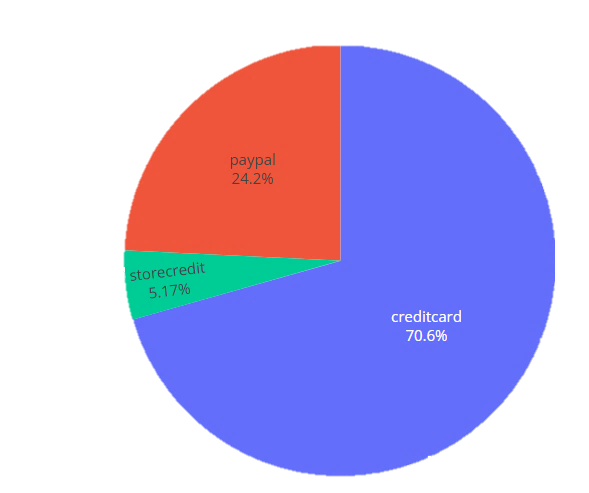 paypal
24.2%
storecredit
5.17%
creditcard
70.6%